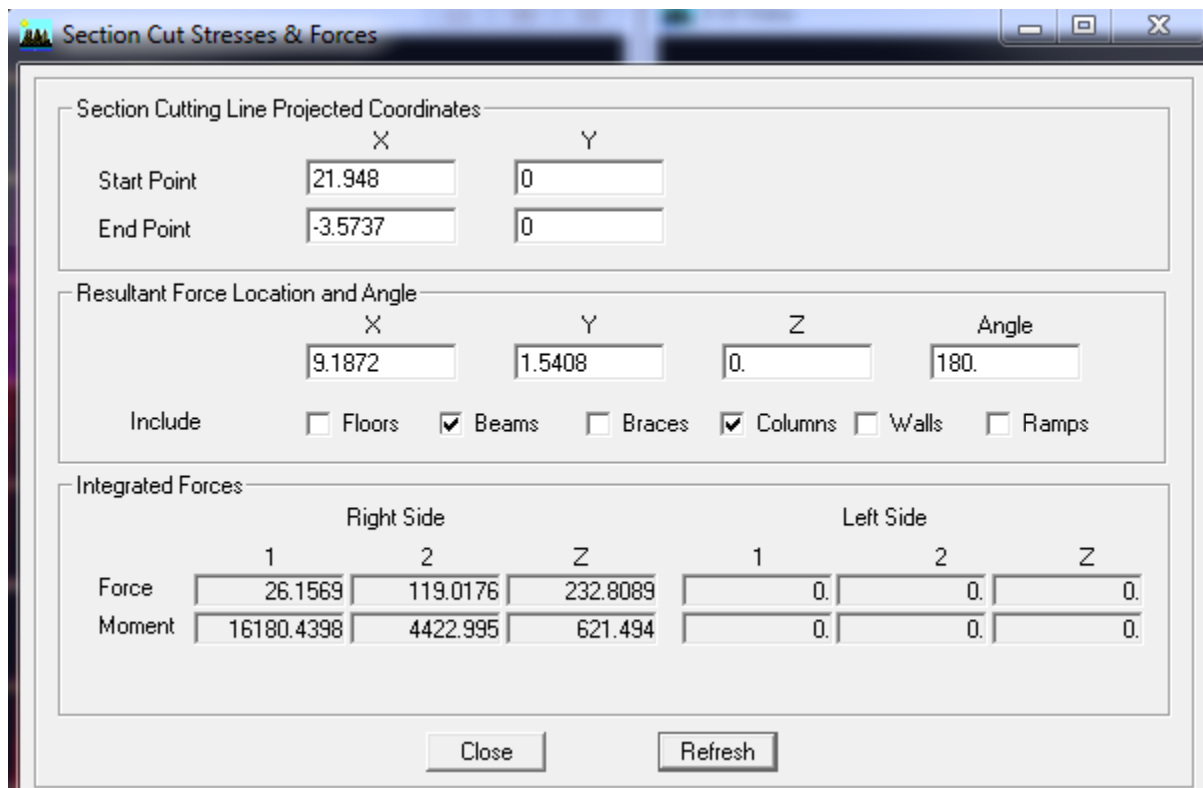 Section Cut Stresses & Forces
Section Cutting Line Projected Coordinates
X Y
Start Point 21.948 0
End Point -3.5737 0
Resultant Force Location and Angle
X Y Z Angle
9.1872 1.5408 0. 180.
Include Floors Beams Braces Columns Walls Ramps
Integrated Forces
Right Side Left Side
1 2 Z 1 2 Z
Force 26.1569 119.0176 232.8089 0. 0. 0.
Moment 16180.4398 4422.995 621.494 0. 0. 0.
Close Refresh